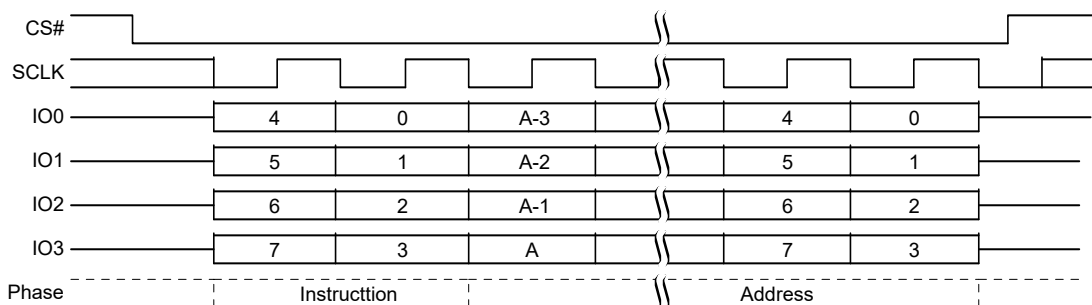 CS#
SCLK
IO0 4 0 A-3 4 0
IO1 5 1 A-2 5 1
IO2 6 2 A-1 6 2
IO3 7 3 A 7 3
Phase Instructtion Address